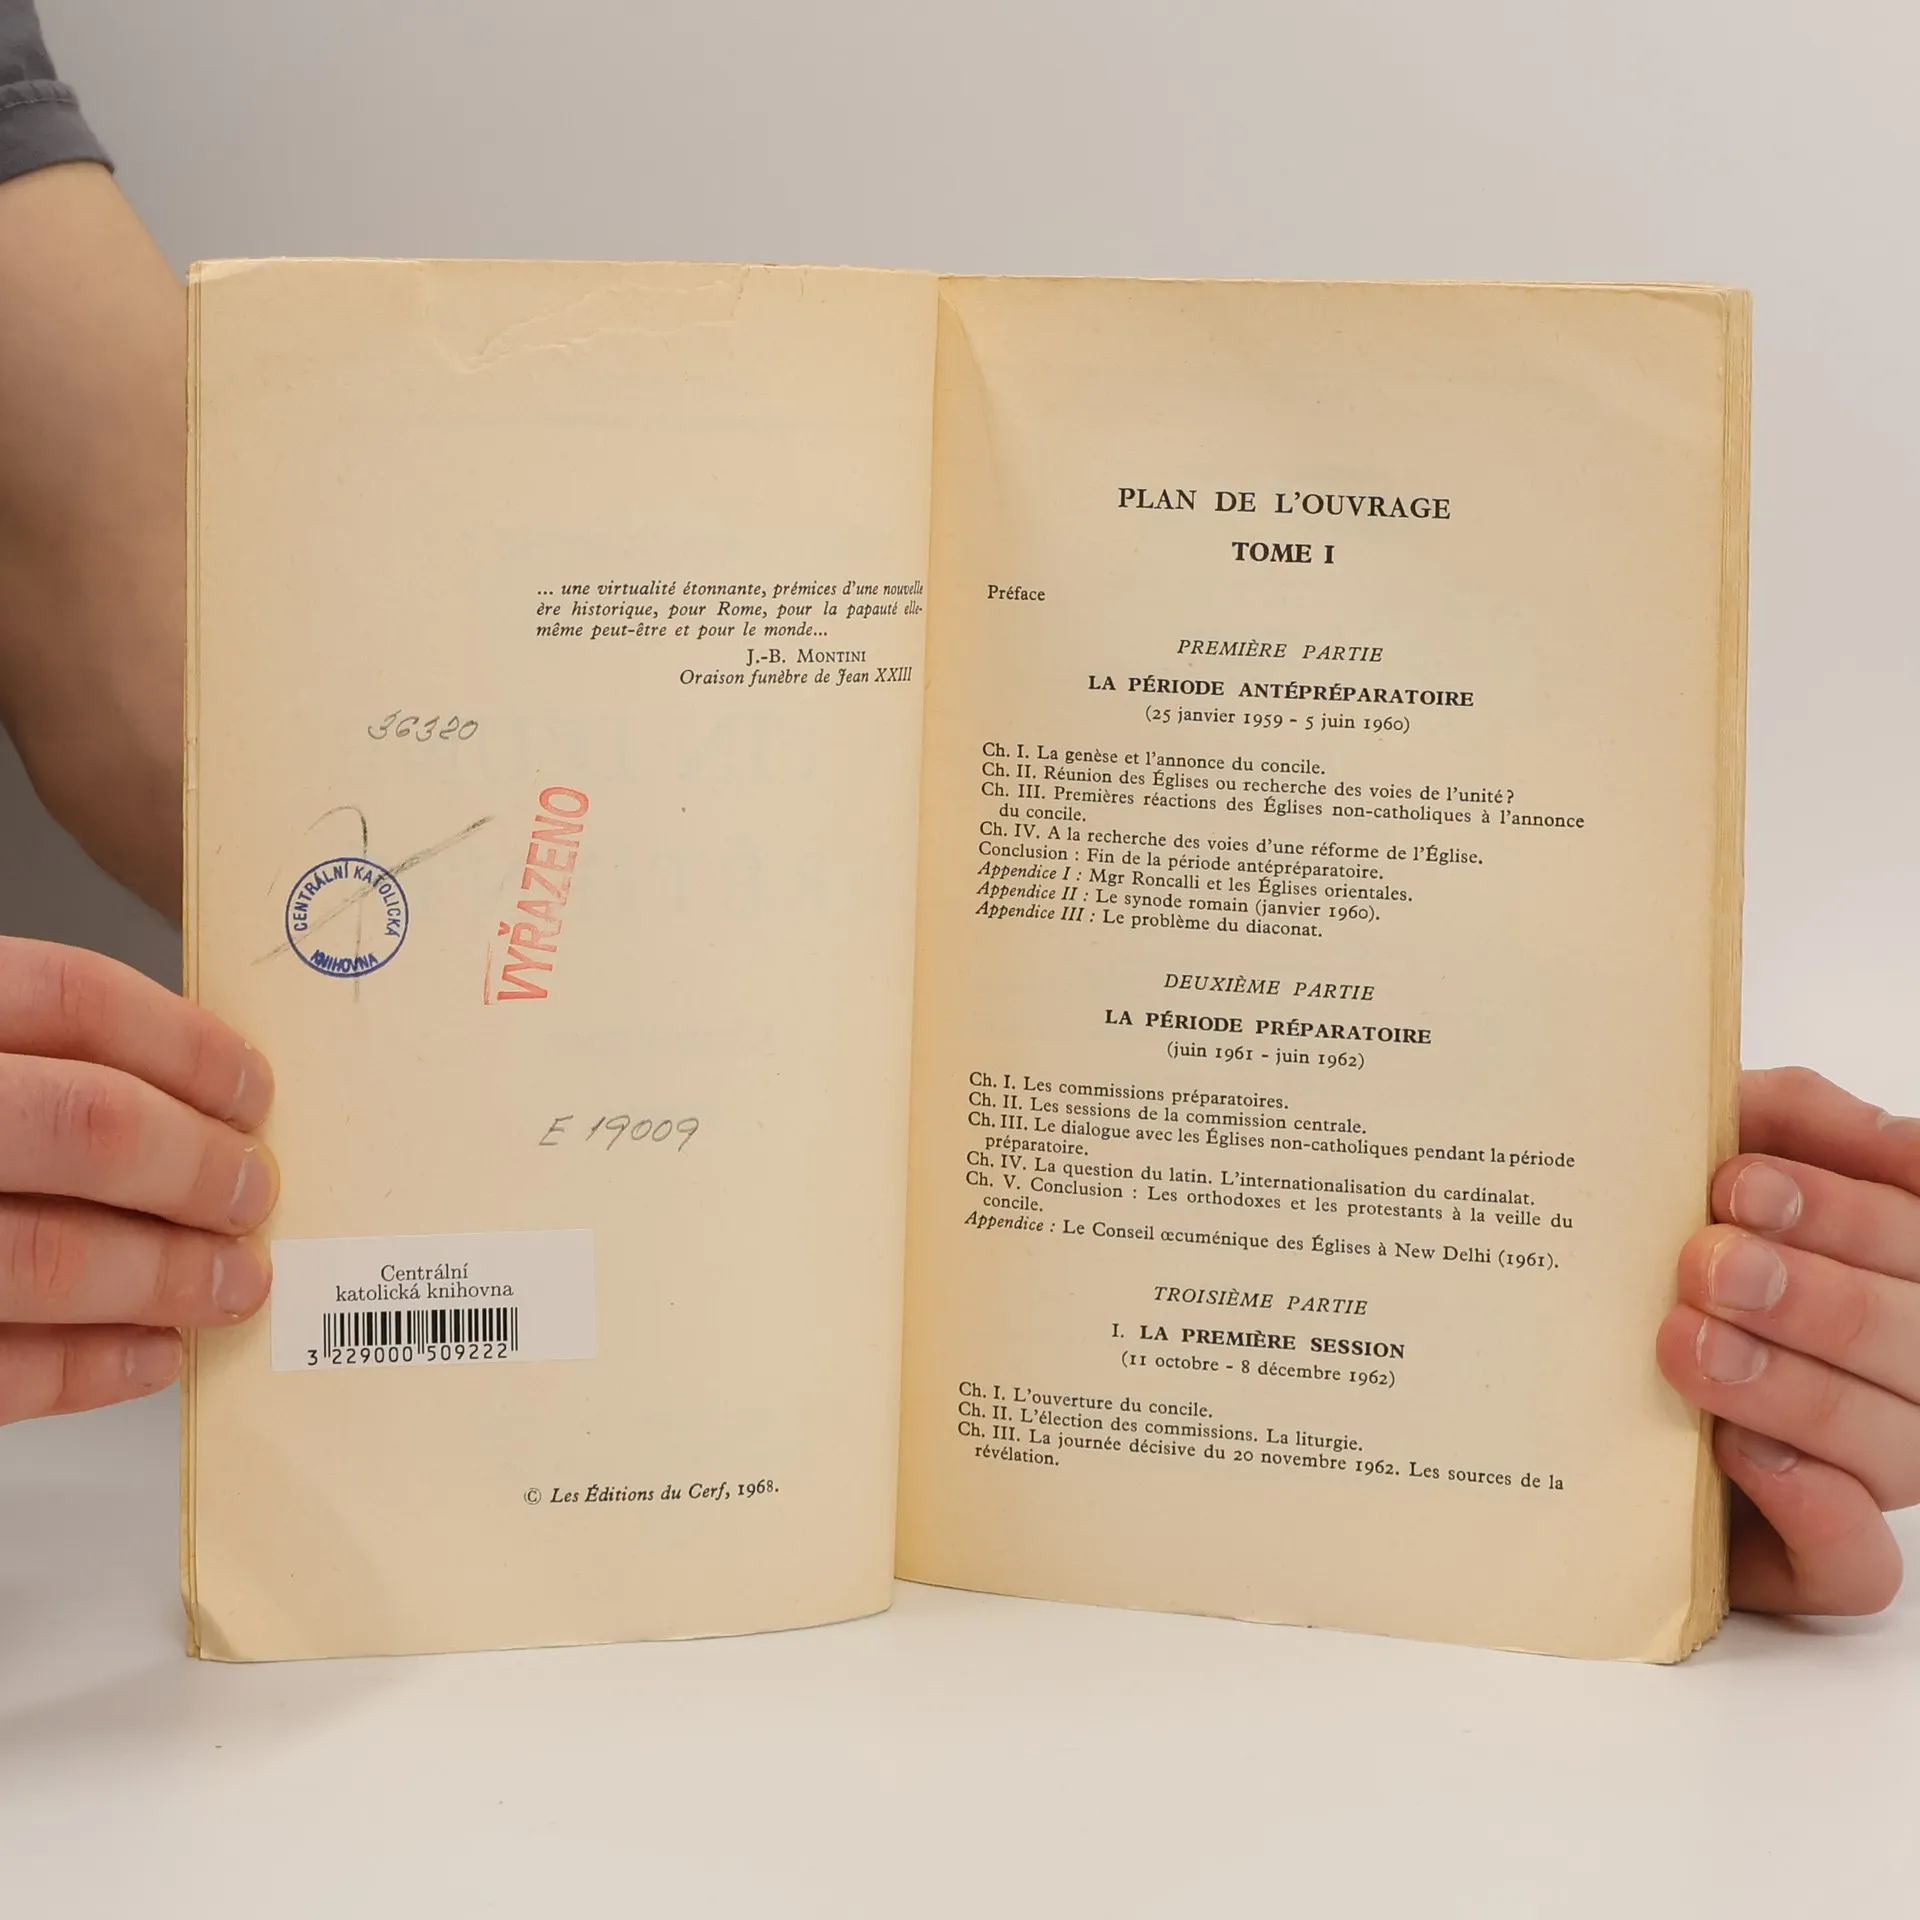 ... une virtualité étonnante, prémices d'une nouvelle
ère historique, pour Rome, pour la papauté elle-
même peut-être et pour le monde...
J.-B. MONTINI
Oraison funèbre de Jean XXIII
36320
CENTRÁLNÍ KATOLICKÁ
KNIHOVNA
VYŘAZENO
E 19009
Centrální
katolická knihovna
3 229000 509222
© Les Éditions du Cerf, 1968.
PLAN DE L'OUVRAGE
TOME I
Préface
PREMIÈRE PARTIE
LA PÉRIODE ANTÉPRÉPARATOIRE
(25 janvier 1959 - 5 juin 1960)
Ch. I. La genèse et l'annonce du concile.
Ch. II. Réunion des Églises ou recherche des voies de l'unité?
Ch. III. Premières réactions des Églises non-catholiques à l'annonce
du concile.
Ch. IV. A la recherche des voies d'une réforme de l'Église.
Conclusion : Fin de la période antépréparatoire.
Appendice I : Mgr Roncalli et les Églises orientales.
Appendice II : Le synode romain (janvier 1960).
Appendice III : Le problème du diaconat.
DEUXIÈME PARTIE
LA PÉRIODE PRÉPARATOIRE
(juin 1961 - juin 1962)
Ch. I. Les commissions préparatoires.
Ch. II. Les sessions de la commission centrale.
Ch. III. Le dialogue avec les Églises non-catholiques pendant la période
préparatoire.
Ch. IV. La question du latin. L'internationalisation du cardinalat.
Ch. V. Conclusion : Les orthodoxes et les protestants à la veille du
concile.
Appendice : Le Conseil œcuménique des Églises à New Delhi (1961).
TROISIÈME PARTIE
I. LA PREMIÈRE SESSION
(11 octobre - 8 décembre 1962)
Ch. I. L'ouverture du concile.
Ch. II. L'élection des commissions. La liturgie.
Ch. III. La journée décisive du 20 novembre 1962. Les sources de la
révélation.